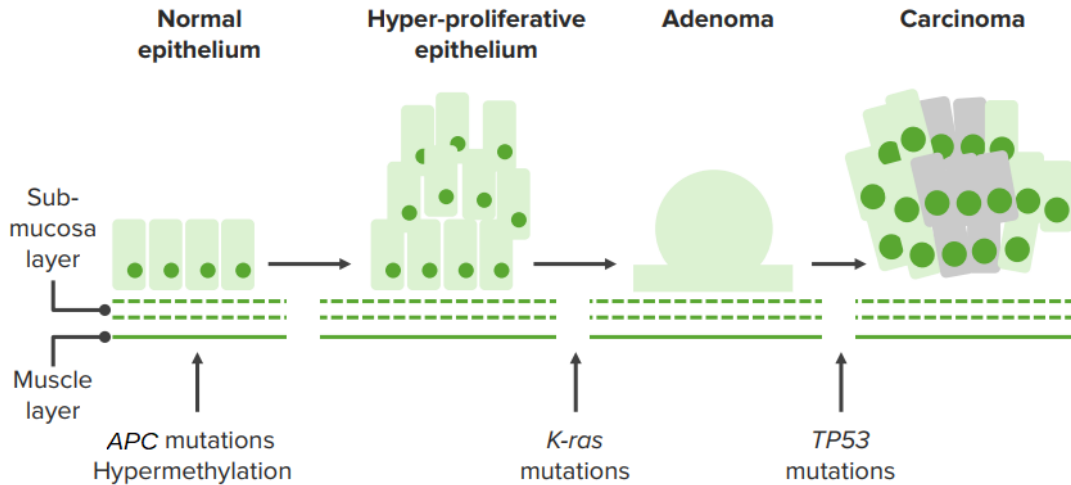 Normal
epithelium
Hyper-proliferative
epithelium
Adenoma
Carcinoma
Sub-
mucosa
layer
Muscle
layer
APC mutations
Hypermethylation
K-ras
mutations
TP53
mutations